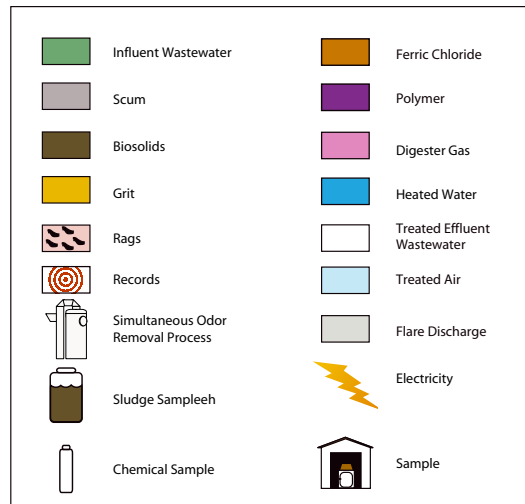 Influent Wastewater
Scum
Biosolids
Grit
Rags
Records
Simultaneous Odor
Removal Process
Sludge Sampleeh
Chemical Sample
Ferric Chloride
Polymer
Digester Gas
Heated Water
Treated Effluent
Wastewater
Treated Air
Flare Discharge
Electricity
Sample